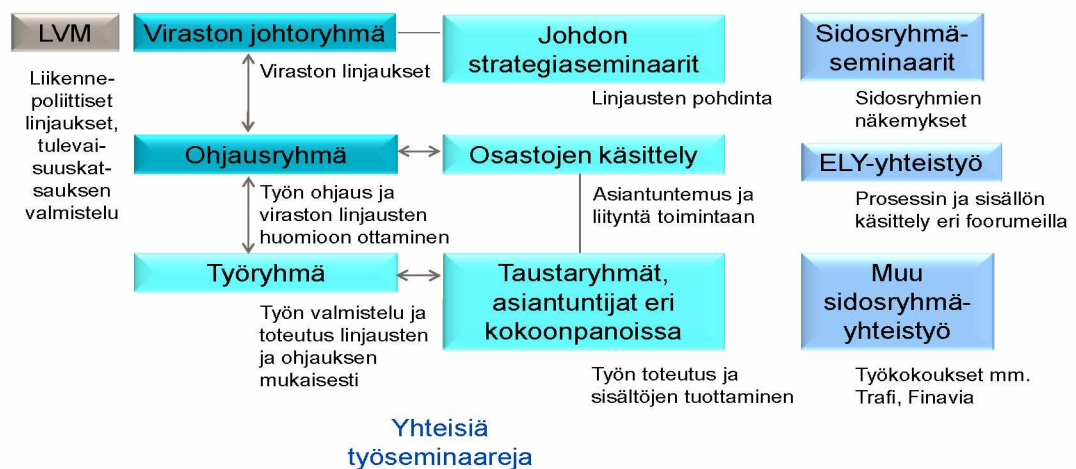 LVM
Liikenne-
poliittiset
linjaukset,
tulevai-
suuskat-
sauksen
valmistelu
Viraston johtoryhmä
Viraston linjaukset
Johdon
strategiaseminaarit
Linjausten pohdinta
Sidosryhmä-
seminaarit
Sidosryhmien
näkemykset
Ohjausryhmä
Työn ohjaus ja
viraston linjausten
huomioon ottaminen
Osastojen käsittely
Asiantuntemus ja
liityntä toimintaan
ELY-yhteistyö
Prosessin ja sisällön
käsittely eri foorumeilla
Työryhmä
Työn valmistelu ja
toteutus linjausten
ja ohjauksen
mukaisesti
Taustaryhmät,
asiantuntijat eri
kokoonpanoissa
Työn toteutus ja
sisältöjen tuottaminen
Muu
sidosryhmä-
yhteistyö
Työkokoukset mm.
Trafi, Finavia
Yhteisiä
työseminaareja